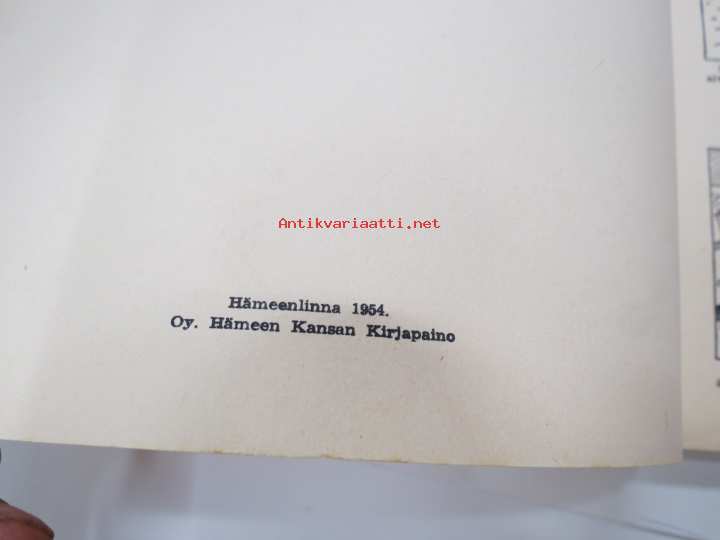 Antikvariaatti.net
Hämeenlinna 1954.
Oy. Hämeen Kansan Kirjapaino